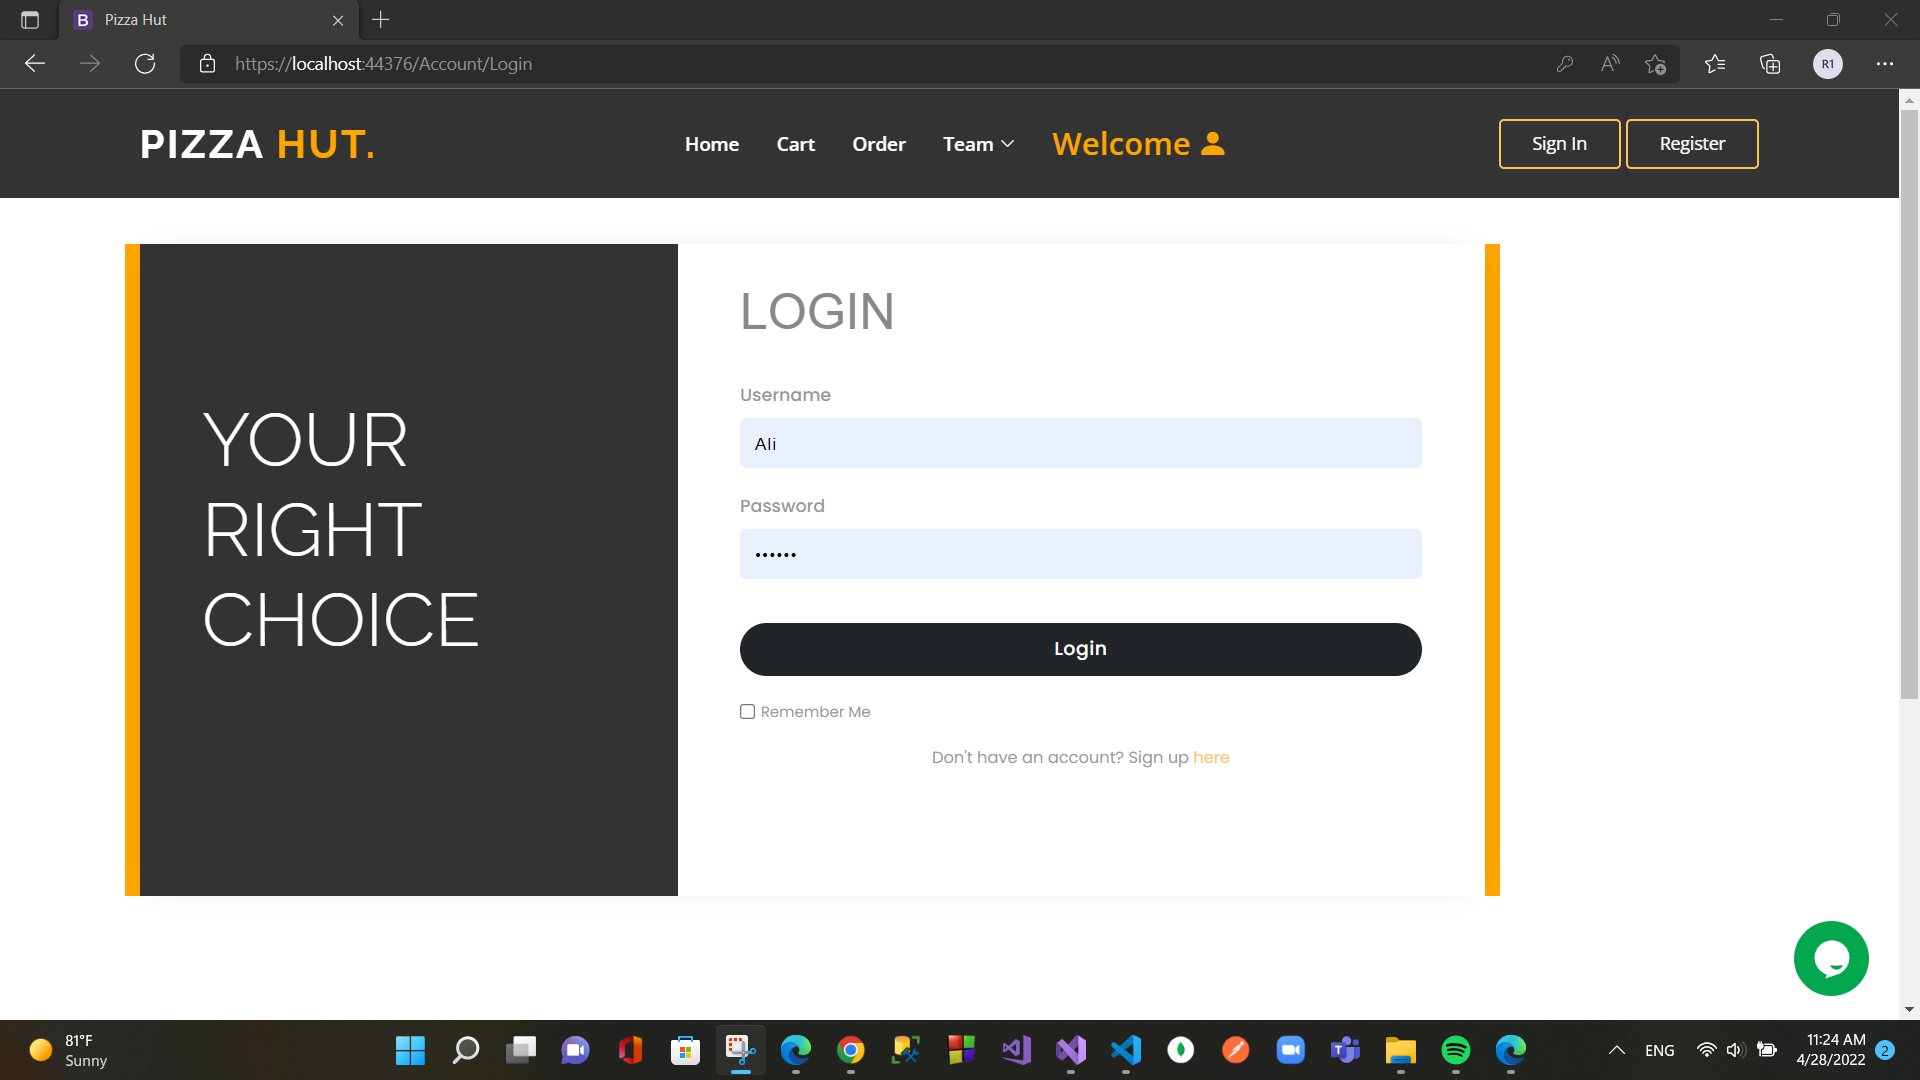 Pizza Hut
https://localhost:44376/Account/Login
R1
PIZZA HUT.
Home Cart Order Team Welcome
Sign In Register
YOUR
RIGHT
CHOICE
LOGIN
Username
Ali
Password
••••••
Login
Remember Me
Don't have an account? Sign up here
81°F
Sunny
ENG
11:24 AM
4/28/2022
2